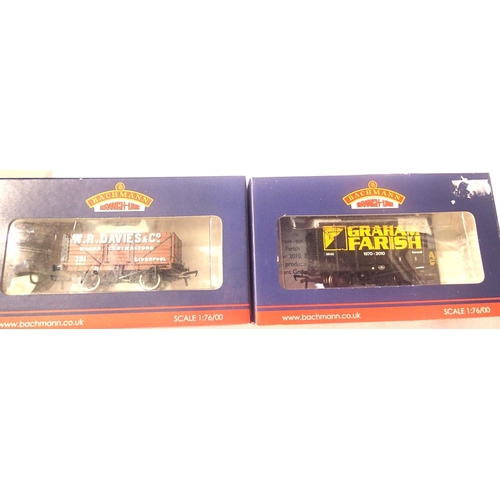 BACHMANN
BRANCH-LINE
W.R. DAVIES & Co
281
LIVERPOOL
www.bachmann.co.uk
SCALE 1:76/00
BACHMANN
BRANCH-LINE
GRAHAM
FARISH
1970-2010
www.bachmann.co.uk
SCALE 1:76/00